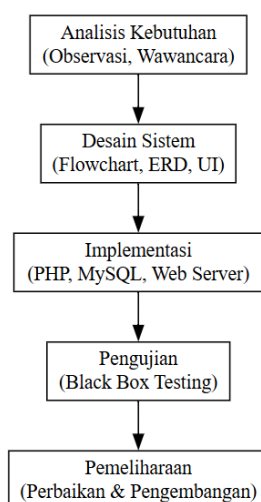 Analisis Kebutuhan
(Observasi, Wawancara)
Desain Sistem
(Flowchart, ERD, UI)
Implementasi
(PHP, MySQL, Web Server)
Pengujian
(Black Box Testing)
Pemeliharaan
(Perbaikan & Pengembangan)